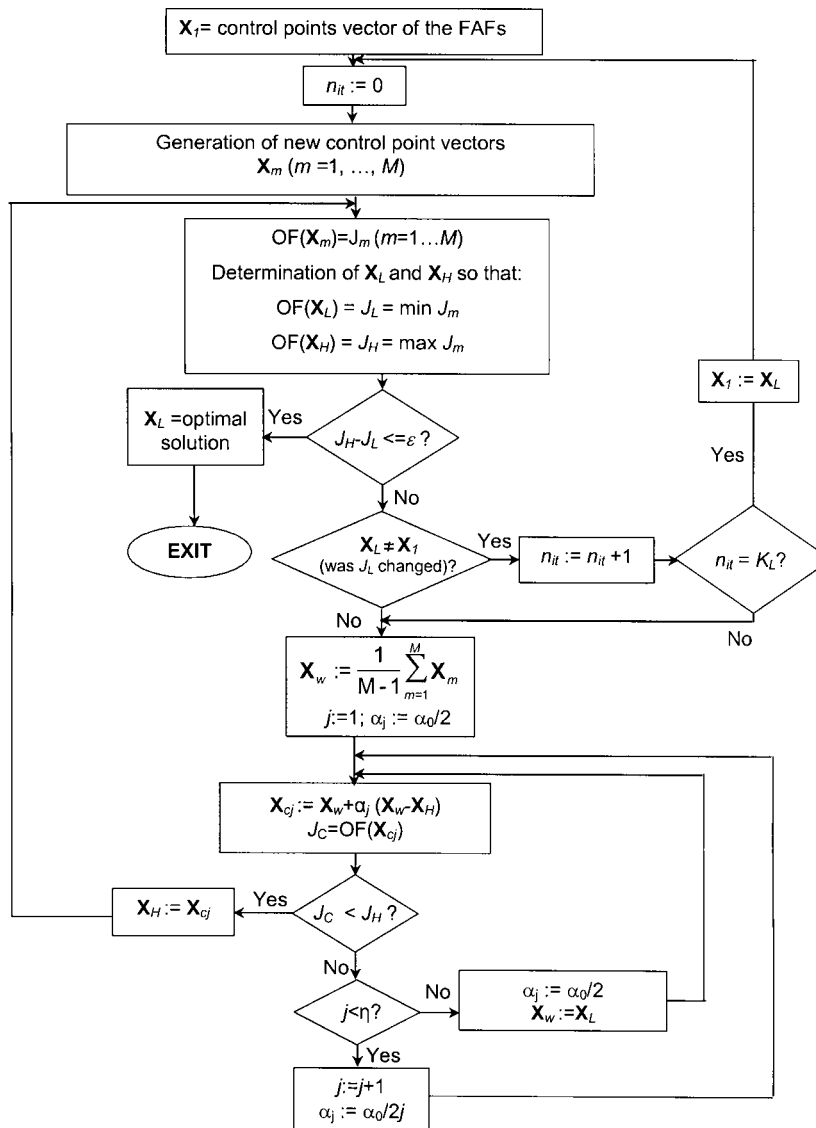 X1= control points vector of the FAFs
nit := 0
Generation of new control point vectors
Xm (m =1, ..., M)
OF(Xm)=Jm (m=1...M)
Determination of XL and XH so that:
OF(XL) = JL = min Jm
OF(XH) = JH = max Jm
X1 := XL
XL =optimal
solution
Yes
JH-JL <=ε ?
Yes
No
EXIT
XL ≠ X1
(was JL changed)?
Yes
nit := nit +1
nit = KL?
No
No
Xw := 1/(M - 1) ∑ m=1 M Xm
j:=1; αj := α0/2
Xcj := Xw+αj (Xw-XH)
JC=OF(Xcj)
XH := Xcj
Yes
JC < JH ?
No
j<η?
No
αj := α0/2
Xw :=XL
Yes
j:=j+1
αj := α0/2j